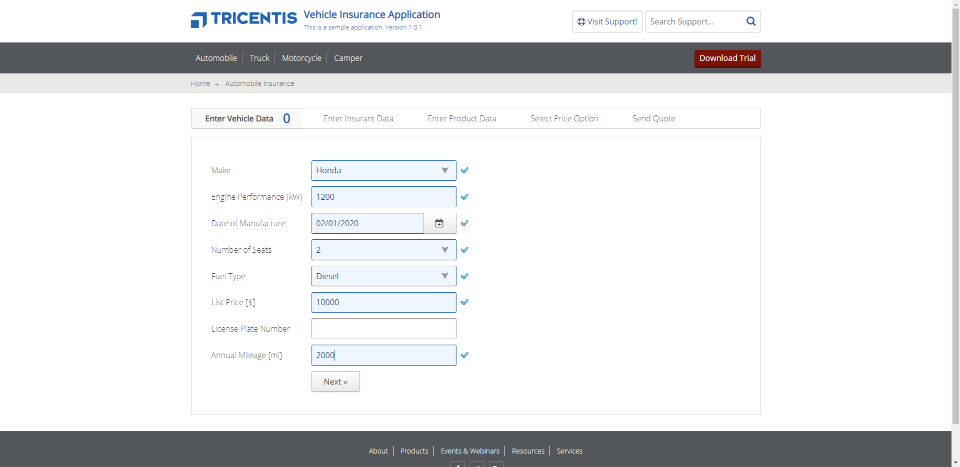 TRICENTIS Vehicle Insurance Application
This is a sample application. Version 1.0.1
Visit Support!
Search Support...
Automobile Truck Motorcycle Camper
Download Trial
Home → Automobile Insurance
Enter Vehicle Data 0 Enter Insurant Data Enter Product Data Select Price Option Send Quote
Make Honda
Engine Performance [kW] 1200
Date of Manufacture 02/01/2020
Number of Seats 2
Fuel Type Diesel
List Price [$] 10000
License Plate Number
Annual Mileage [mi] 2000
Next »
About Products Events & Webinars Resources Services